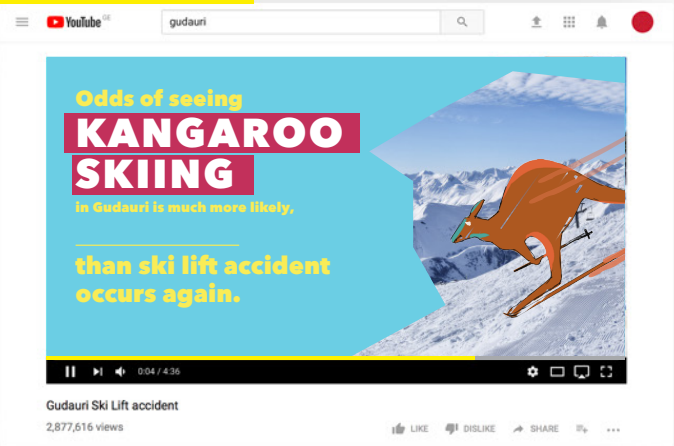 YouTube GE
gudauri
Odds of seeing
KANGAROO
SKIING
in Gudauri is much more likely,
than ski lift accident
occurs again.
0:04 / 4:36
Gudauri Ski Lift accident
2,877,616 views
LIKE DISLIKE SHARE